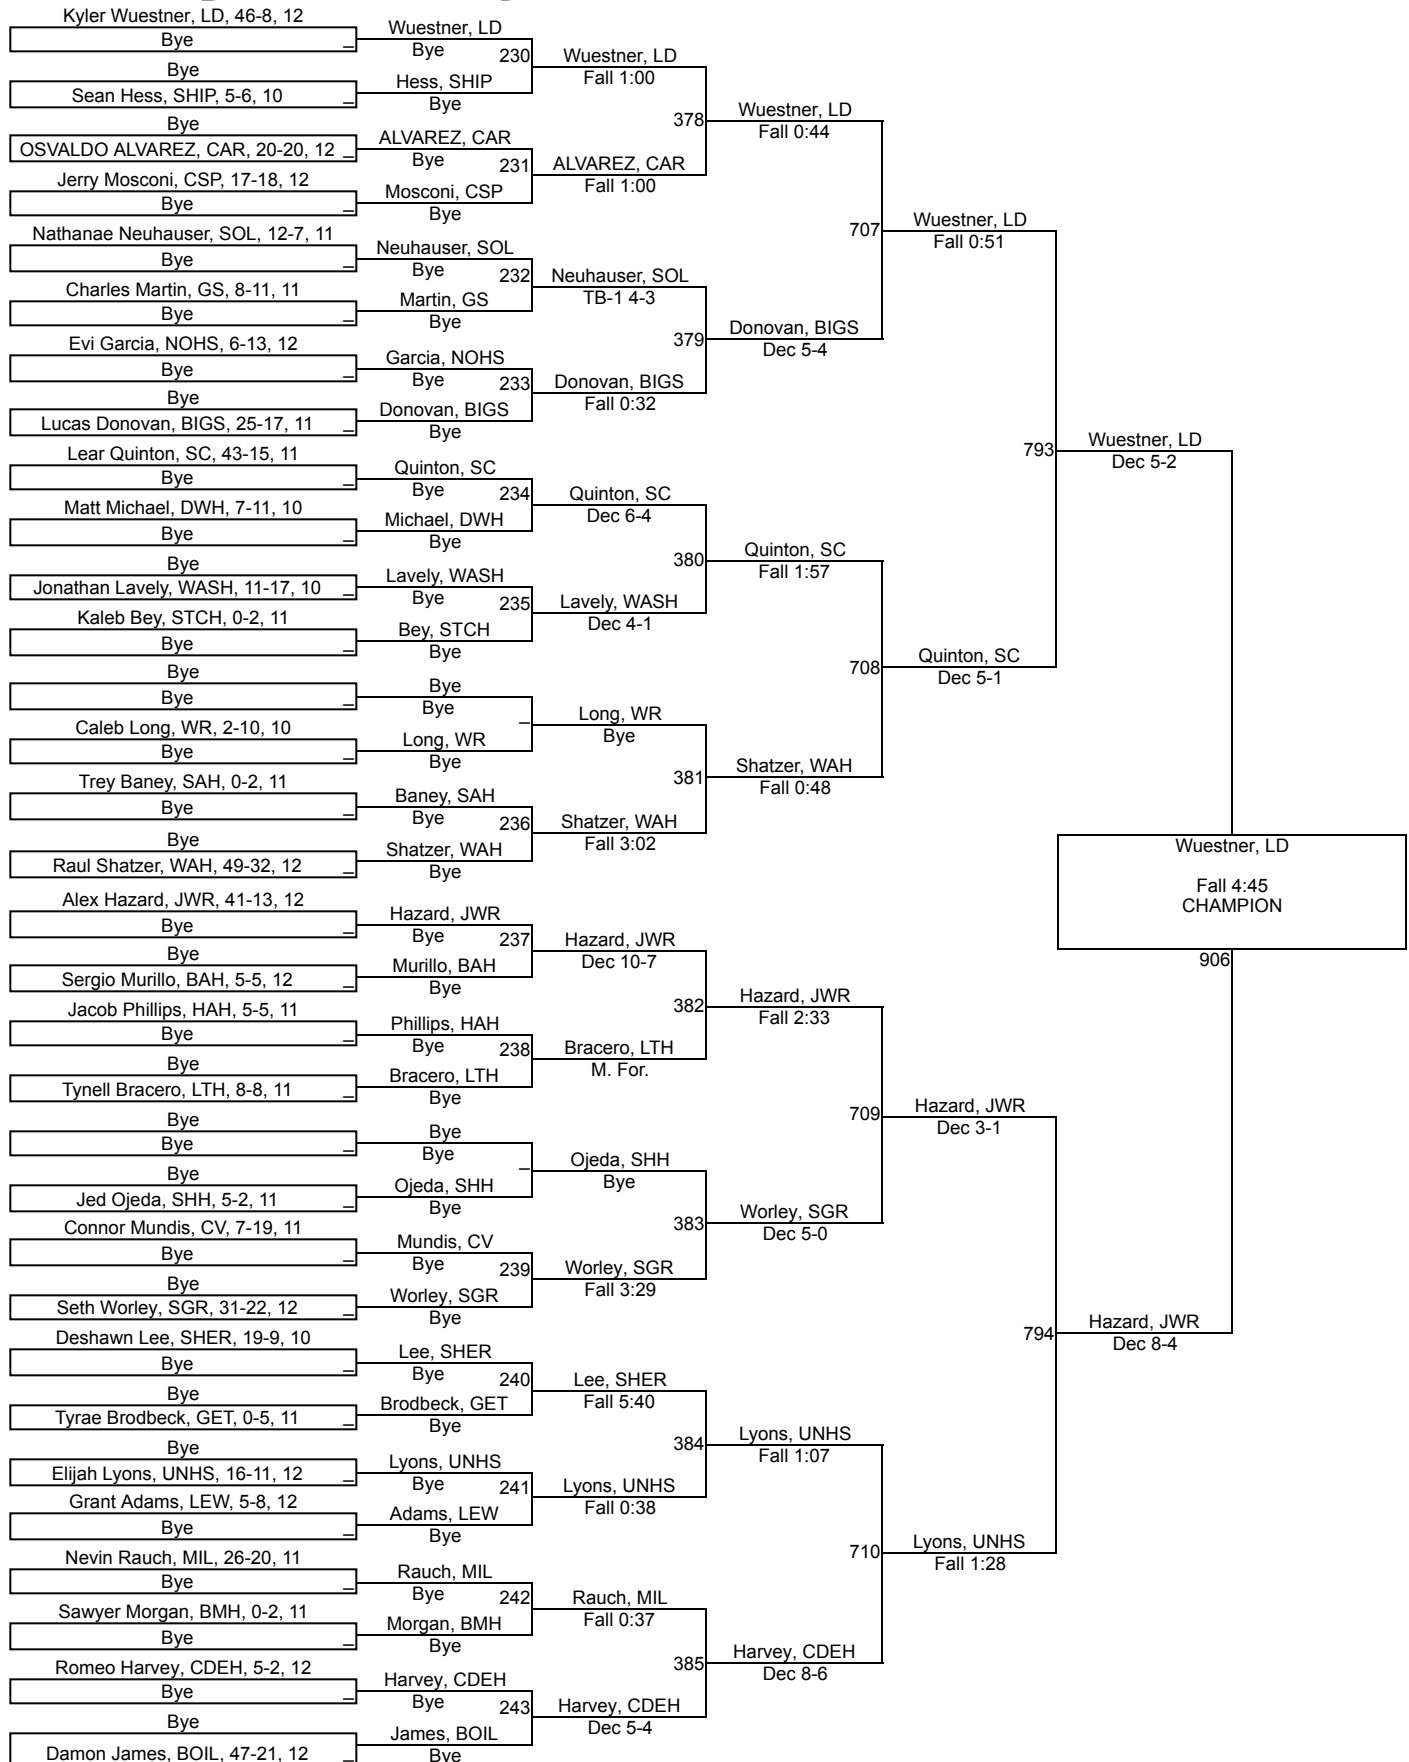 Kyler Wuestner, LD, 46-8, 12
Bye
_
Bye
Sean Hess, SHIP, 5-6, 10
_
Bye
OSVALDO ALVAREZ, CAR, 20-20, 12
_
Jerry Mosconi, CSP, 17-18, 12
Bye
_
Nathanae Neuhauser, SOL, 12-7, 11
Bye
_
Charles Martin, GS, 8-11, 11
Bye
_
Evi Garcia, NOHS, 6-13, 12
Bye
_
Bye
Lucas Donovan, BIGS, 25-17, 11
_
Lear Quinton, SC, 43-15, 11
Bye
_
Matt Michael, DWH, 7-11, 10
Bye
_
Bye
Jonathan Lavely, WASH, 11-17, 10
_
Kaleb Bey, STCH, 0-2, 11
Bye
_
Bye
Bye
_
Caleb Long, WR, 2-10, 10
Bye
_
Trey Baney, SAH, 0-2, 11
Bye
_
Bye
Raul Shatzer, WAH, 49-32, 12
_
Alex Hazard, JWR, 41-13, 12
Bye
_
Bye
Sergio Murillo, BAH, 5-5, 12
_
Jacob Phillips, HAH, 5-5, 11
Bye
_
Bye
Tynell Bracero, LTH, 8-8, 11
_
Bye
Bye
_
Bye
Jed Ojeda, SHH, 5-2, 11
_
Connor Mundis, CV, 7-19, 11
Bye
_
Bye
Seth Worley, SGR, 31-22, 12
_
Deshawn Lee, SHER, 19-9, 10
Bye
_
Bye
Tyrae Brodbeck, GET, 0-5, 11
_
Bye
Elijah Lyons, UNHS, 16-11, 12
_
Grant Adams, LEW, 5-8, 12
Bye
_
Nevin Rauch, MIL, 26-20, 11
Bye
_
Sawyer Morgan, BMH, 0-2, 11
Bye
_
Romeo Harvey, CDEH, 5-2, 12
Bye
_
Bye
Damon James, BOIL, 47-21, 12
_
Wuestner, LD
Bye
230
Hess, SHIP
Bye
ALVAREZ, CAR
Bye
231
Mosconi, CSP
Bye
Neuhauser, SOL
Bye
232
Martin, GS
Bye
Garcia, NOHS
Bye
233
Donovan, BIGS
Bye
Quinton, SC
Bye
234
Michael, DWH
Bye
Lavely, WASH
Bye
235
Bey, STCH
Bye
Bye
Bye
_
Long, WR
Bye
Baney, SAH
Bye
236
Shatzer, WAH
Bye
Hazard, JWR
Bye
237
Murillo, BAH
Bye
Phillips, HAH
Bye
238
Bracero, LTH
Bye
Bye
Bye
_
Ojeda, SHH
Bye
Mundis, CV
Bye
239
Worley, SGR
Bye
Lee, SHER
Bye
240
Brodbeck, GET
Bye
Lyons, UNHS
Bye
241
Adams, LEW
Bye
Rauch, MIL
Bye
242
Morgan, BMH
Bye
Harvey, CDEH
Bye
243
James, BOIL
Bye
Wuestner, LD
Fall 1:00
378
ALVAREZ, CAR
Fall 1:00
Neuhauser, SOL
TB-1 4-3
379
Donovan, BIGS
Fall 0:32
Quinton, SC
Dec 6-4
380
Lavely, WASH
Dec 4-1
Long, WR
Bye
381
Shatzer, WAH
Fall 3:02
Hazard, JWR
Dec 10-7
382
Bracero, LTH
M. For.
Ojeda, SHH
Bye
383
Worley, SGR
Fall 3:29
Lee, SHER
Fall 5:40
384
Lyons, UNHS
Fall 0:38
Rauch, MIL
Fall 0:37
385
Harvey, CDEH
Dec 5-4
Wuestner, LD
Fall 0:44
707
Donovan, BIGS
Dec 5-4
Quinton, SC
Fall 1:57
708
Shatzer, WAH
Fall 0:48
Hazard, JWR
Fall 2:33
709
Worley, SGR
Dec 5-0
Lyons, UNHS
Fall 1:07
710
Harvey, CDEH
Dec 8-6
Wuestner, LD
Fall 0:51
793
Quinton, SC
Dec 5-1
Hazard, JWR
Dec 3-1
794
Lyons, UNHS
Fall 1:28
Wuestner, LD
Dec 5-2
Wuestner, LD
Fall 4:45
CHAMPION
906
Hazard, JWR
Dec 8-4